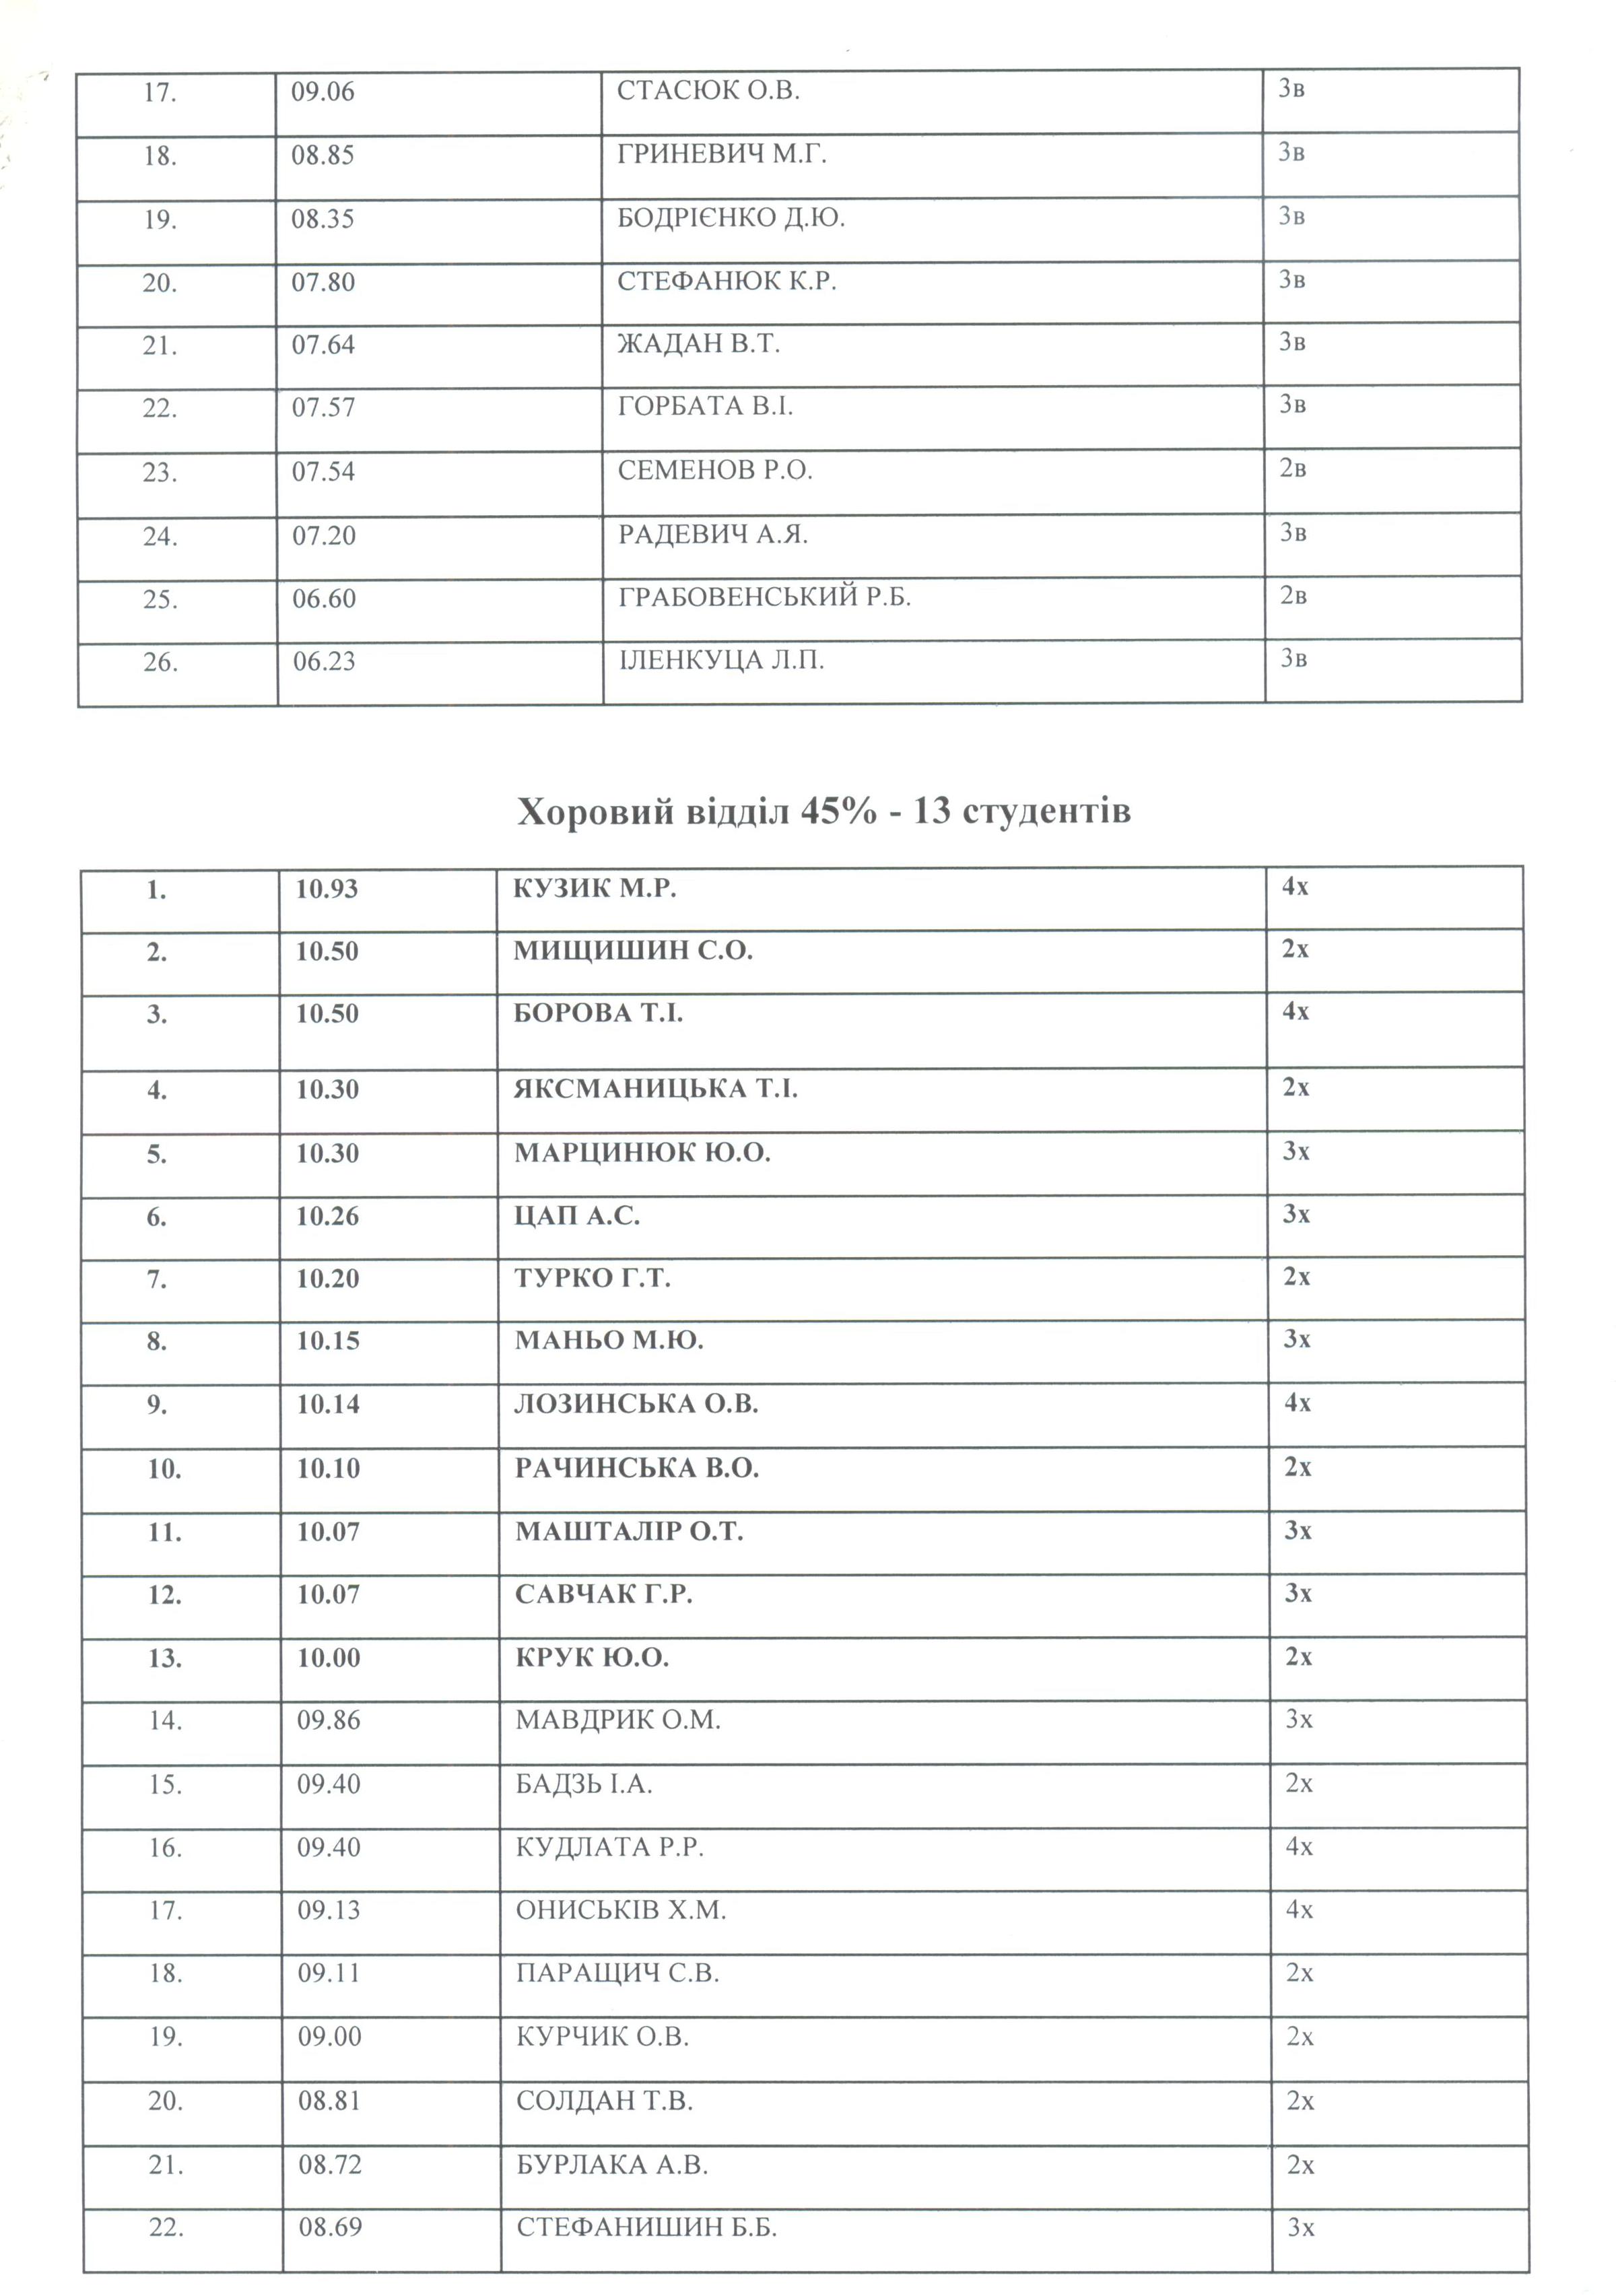 17. 09.06 СТАСЮК О.В. 3в
18. 08.85 ГРИНЕВИЧ М.Г. 3в
19. 08.35 БОДРІЄНКО Д.Ю. 3в
20. 07.80 СТЕФАНЮК К.Р. 3в
21. 07.64 ЖАДАН В.Т. 3в
22. 07.57 ГОРБАТА В.І. 3в
23. 07.54 СЕМЕНОВ Р.О. 2в
24. 07.20 РАДЕВИЧ А.Я. 3в
25. 06.60 ГРАБОВЕНСЬКИЙ Р.Б. 2в
26. 06.23 ІЛЕНКУЦА Л.П. 3в
Хоровий відділ 45% - 13 студентів
1. 10.93 КУЗИК М.Р. 4х
2. 10.50 МИЩИШИН С.О. 2х
3. 10.50 БОРОВА Т.І. 4х
4. 10.30 ЯКСМАНИЦЬКА Т.І. 2х
5. 10.30 МАРЦИНЮК Ю.О. 3х
6. 10.26 ЦАП А.С. 3х
7. 10.20 ТУРКО Г.Т. 2х
8. 10.15 МАНЬО М.Ю. 3х
9. 10.14 ЛОЗИНСЬКА О.В. 4х
10. 10.10 РАЧИНСЬКА В.О. 2х
11. 10.07 МАШТАЛІР О.Т. 3х
12. 10.07 САВЧАК Г.Р. 3х
13. 10.00 КРУК Ю.О. 2х
14. 09.86 МАВДРИК О.М. 3х
15. 09.40 БАДЗЬ І.А. 2х
16. 09.40 КУДЛАТА Р.Р. 4х
17. 09.13 ОНИСЬКІВ Х.М. 4х
18. 09.11 ПАРАЩИЧ С.В. 2х
19. 09.00 КУРЧИК О.В. 2х
20. 08.81 СОЛДАН Т.В. 2х
21. 08.72 БУРЛАКА А.В. 2х
22. 08.69 СТЕФАНИШИН Б.Б. 3х